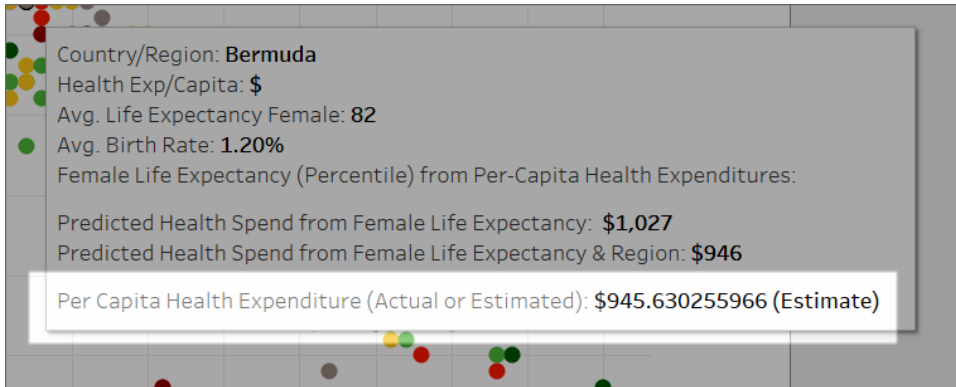 Country/Region: Bermuda
Health Exp/Capita: $
Avg. Life Expectancy Female: 82
Avg. Birth Rate: 1.20%
Female Life Expectancy (Percentile) from Per-Capita Health Expenditures:
Predicted Health Spend from Female Life Expectancy: $1,027
Predicted Health Spend from Female Life Expectancy & Region: $946
Per Capita Health Expenditure (Actual or Estimated): $945.630255966 (Estimate)